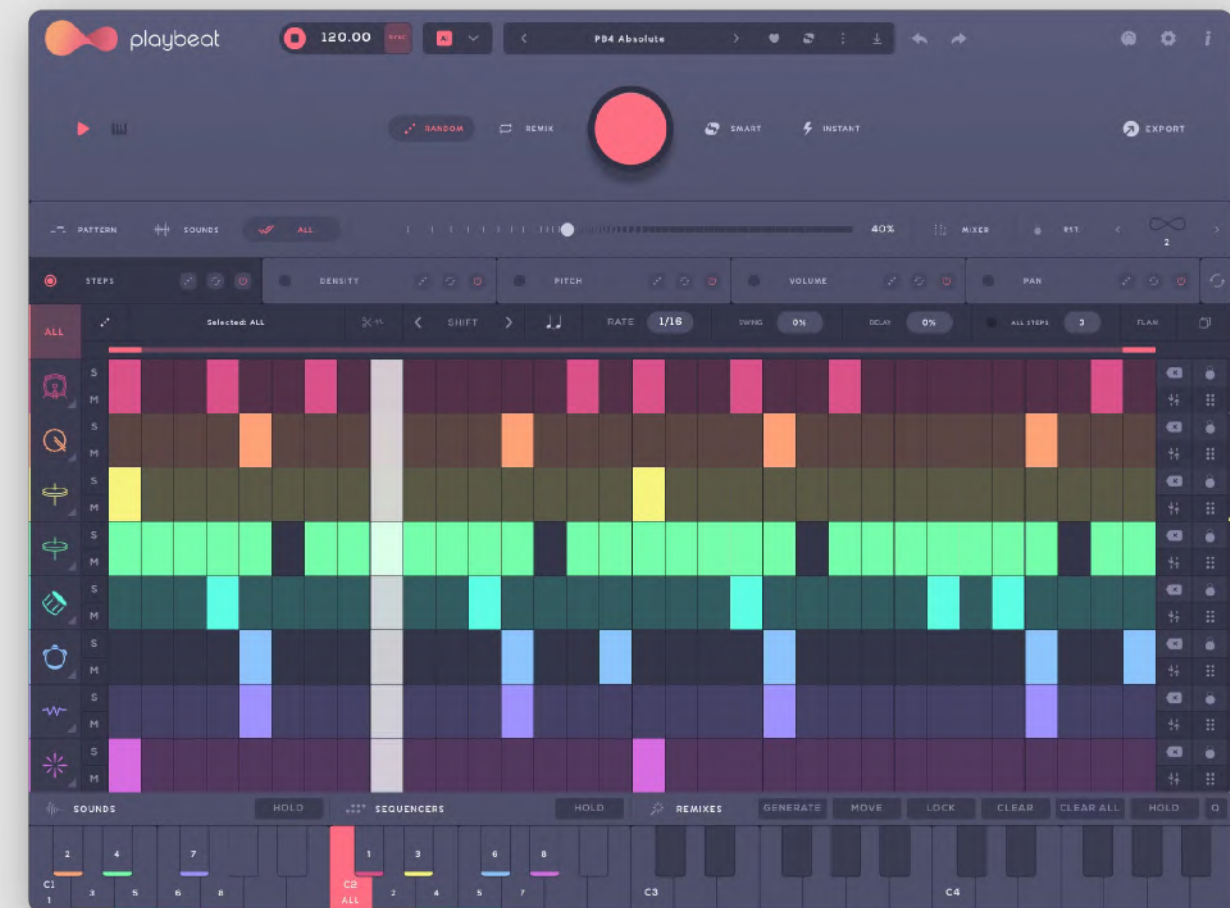 playbeat
120.00 SYNC
PB4 Absolute
RANDOM REMIX SMART INSTANT EXPORT
PATTERN SOUNDS ALL 40% MIXER RST
2
STEPS DENSITY PITCH VOLUME PAN
ALL Selected: ALL SHIFT RATE 1/16 SWING 0% DELAY 0% ALL STEPS 3 FLAM
S
M
S
M
S
M
S
M
S
M
S
M
S
M
S
M
SOUNDS HOLD SEQUENCERS HOLD REMIXES GENERATE MOVE LOCK CLEAR CLEAR ALL HOLD Q
2 4 7 1 3 6 8
C1 C2 C3 C4
1 3 5 6 8 ALL 2 4 5 7